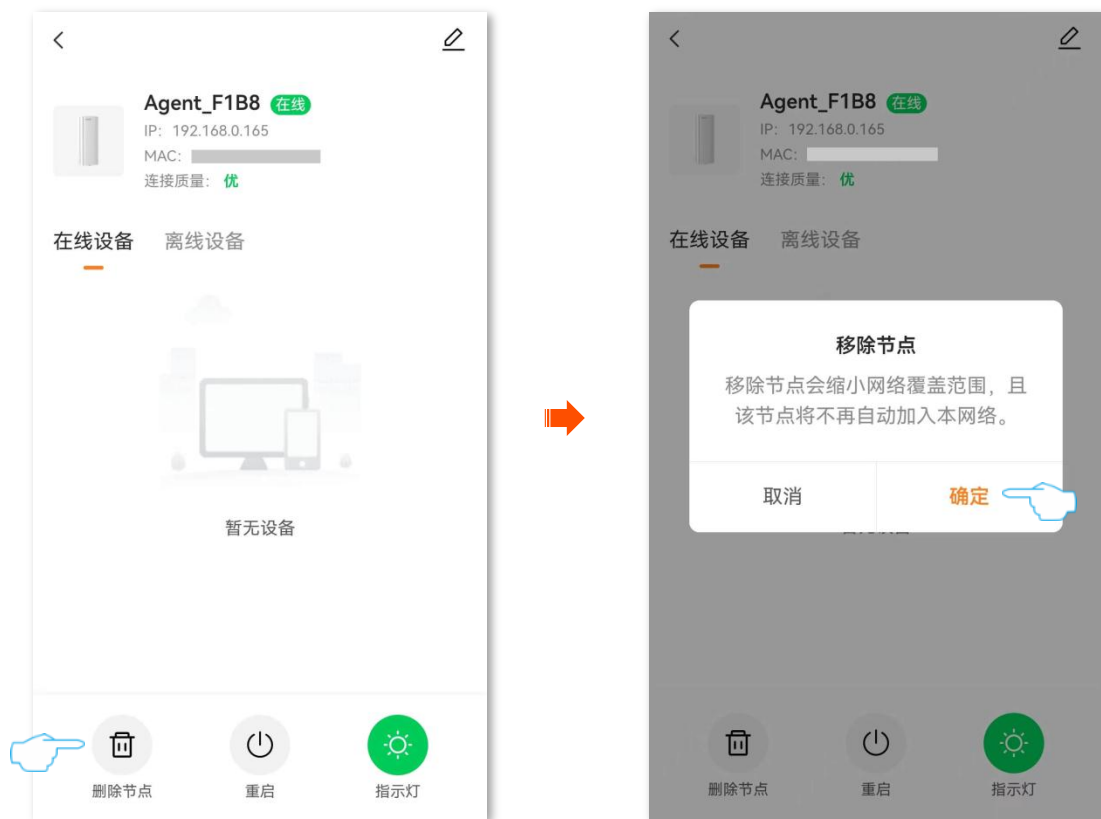 Agent_F1B8 在线
IP: 192.168.0.165
MAC:
连接质量: 优
在线设备 离线设备
暂无设备
删除节点 重启 指示灯
Agent_F1B8 在线
IP: 192.168.0.165
MAC:
连接质量: 优
在线设备 离线设备
移除节点
移除节点会缩小网络覆盖范围，且
该节点将不再自动加入本网络。
取消 确定
删除节点 重启 指示灯